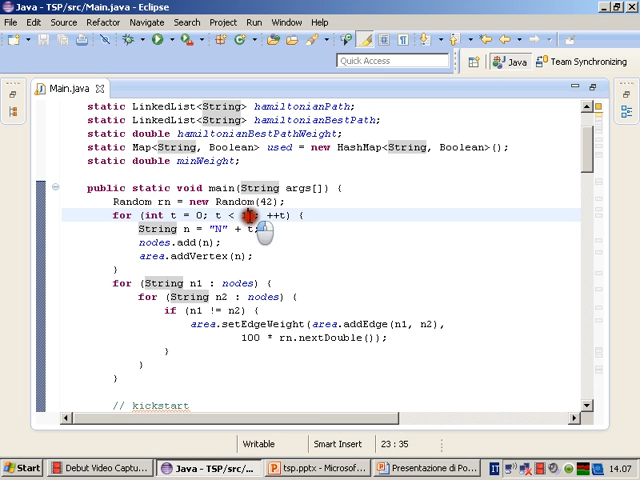 Java - TSP/src/Main.java - Eclipse
File Edit Source Refactor Navigate Search Project Run Window Help
Quick Access
Java
Team Synchronizing
Main.java
static LinkedList<String> hamiltonianPath;
static LinkedList<String> hamiltonianBestPath;
static double hamiltonianBestPathWeight;
static Map<String, Boolean> used = new HashMap<String, Boolean>();
static double minWeight;
public static void main(String args[]) {
Random rn = new Random(42);
for (int t = 0; t < ; ++t) {
String n = "N" + t;
nodes.add(n);
area.addVertex(n);
}
for (String n1 : nodes) {
for (String n2 : nodes) {
if (n1 != n2) {
area.setEdgeWeight(area.addEdge(n1, n2),
100 * rn.nextDouble());
}
}
}
// kickstart
Writable Smart Insert 23 : 35
Start Debut Video Captu... Java - TSP/src/... tsp.pptx - Microsof... Presentazione di Po... IT 14.07